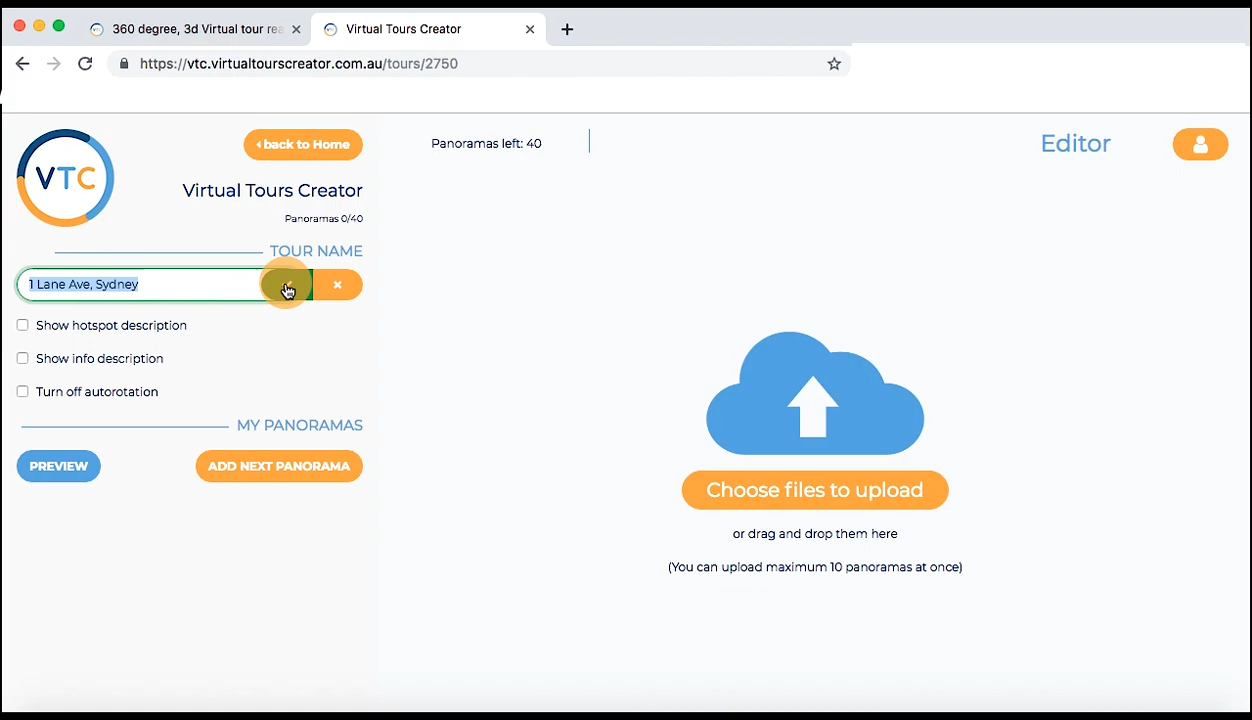 360 degree, 3d Virtual tour rea
Virtual Tours Creator
https://vtc.virtualtourscreator.com.au/tours/2750
VTC
back to Home
Panoramas left: 40
Editor
Virtual Tours Creator
Panoramas 0/40
TOUR NAME
1 Lane Ave, Sydney
Show hotspot description
Show info description
Turn off autorotation
MY PANORAMAS
PREVIEW
ADD NEXT PANORAMA
Choose files to upload
or drag and drop them here
(You can upload maximum 10 panoramas at once)